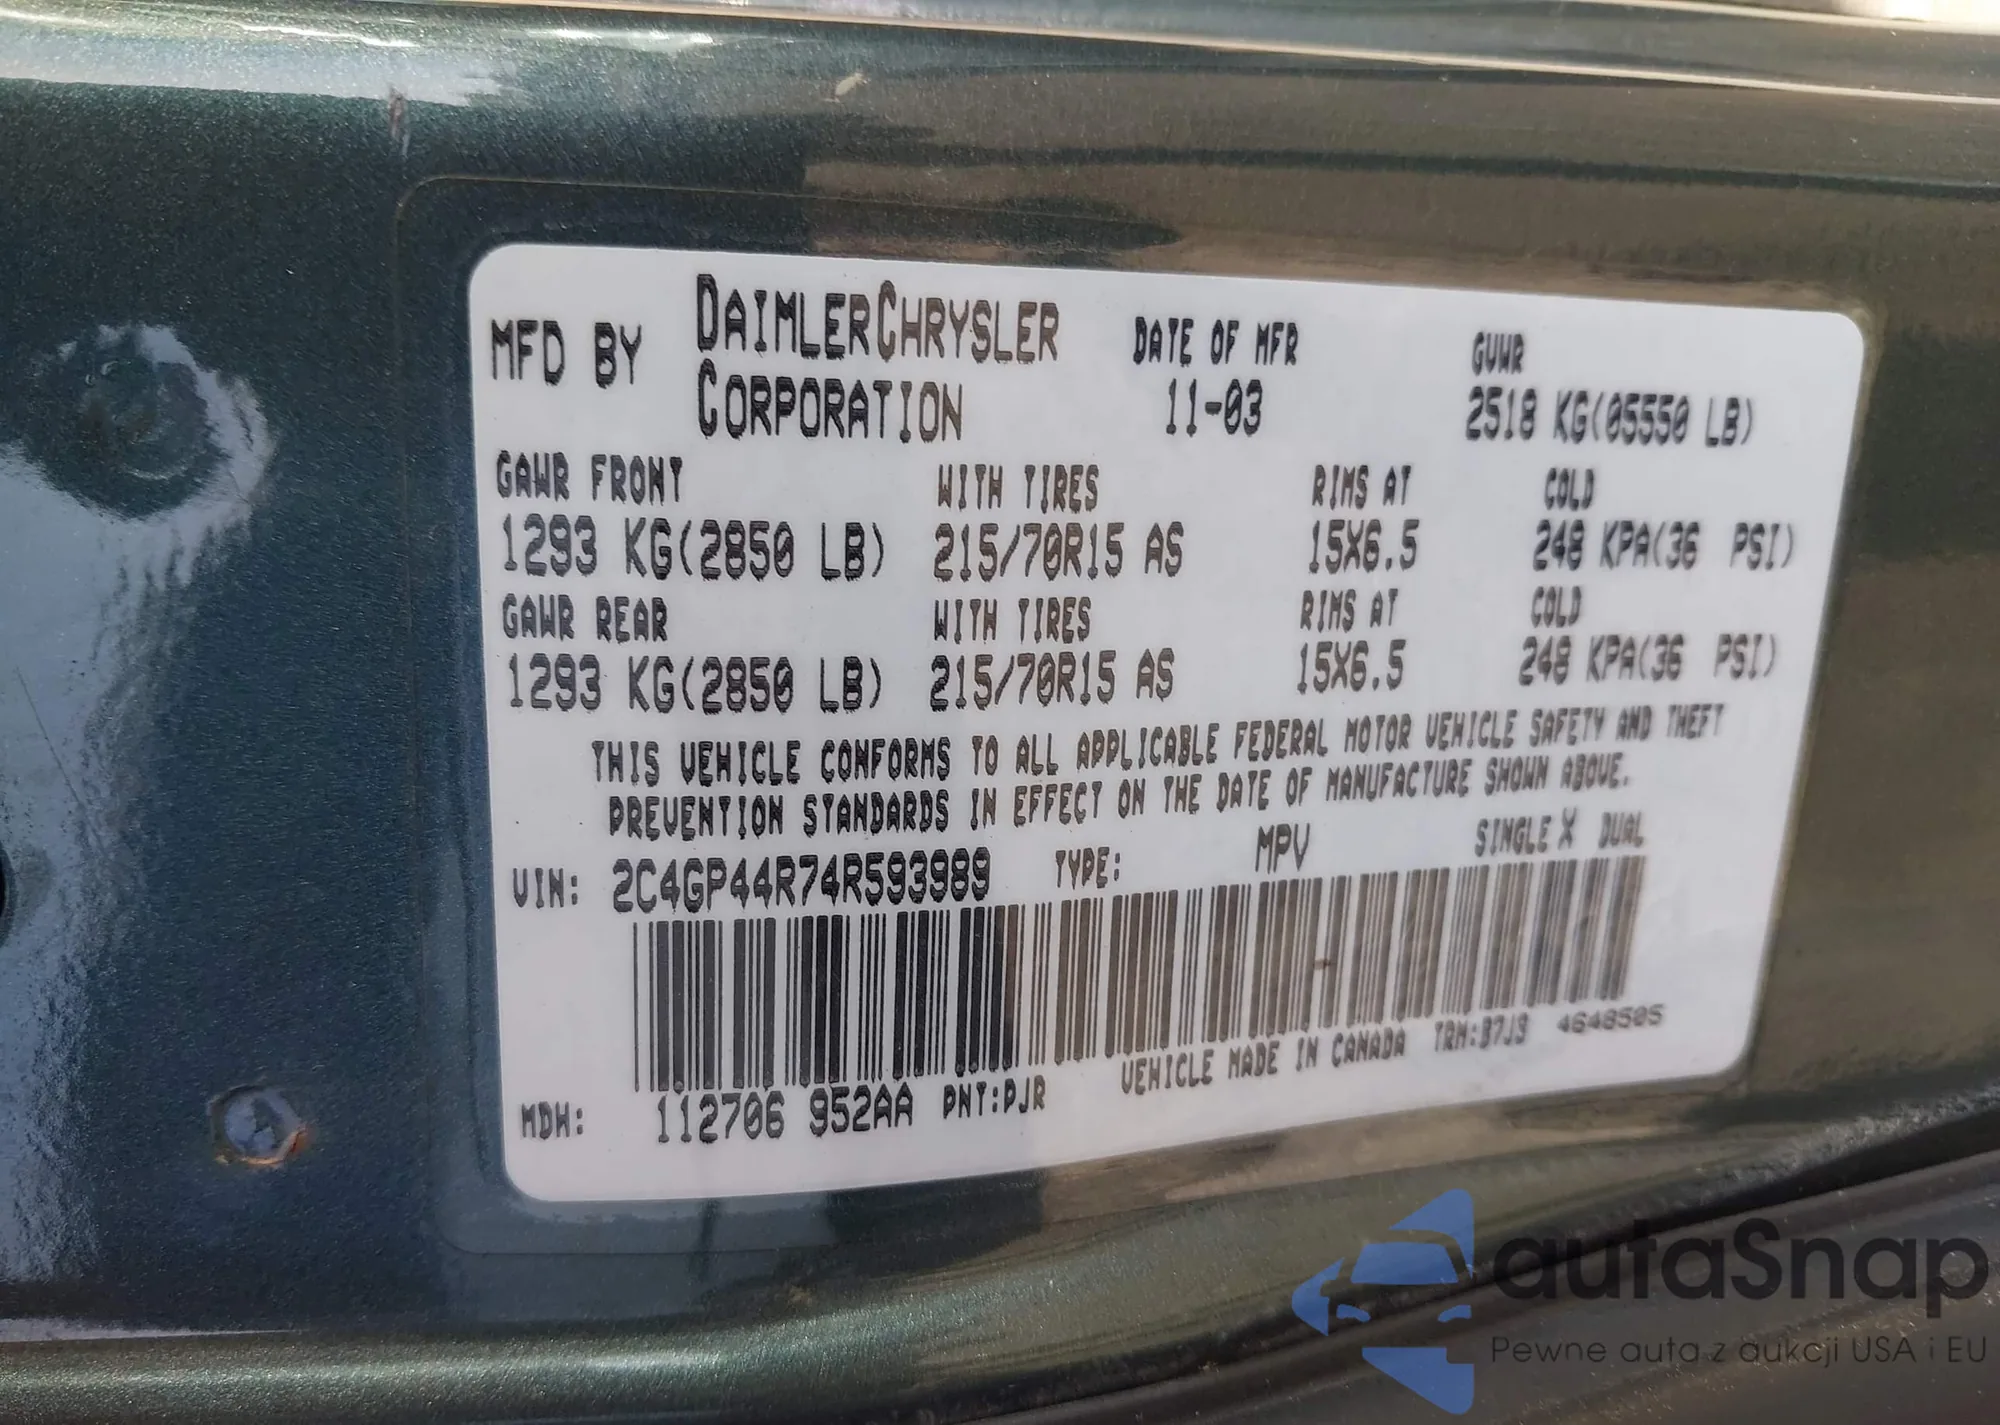 MFD BY DAIMLERCHRYSLER CORPORATION DATE OF MFR 11-03 GVWR 2518 KG(05550 LB)
GAWR FRONT WITH TIRES RIMS AT COLD
1293 KG(2850 LB) 215/70R15 AS 15X6.5 248 KPA(36 PSI)
GAWR REAR WITH TIRES RIMS AT COLD
1293 KG(2850 LB) 215/70R15 AS 15X6.5 248 KPA(36 PSI)
THIS VEHICLE CONFORMS TO ALL APPLICABLE FEDERAL MOTOR VEHICLE SAFETY AND THEFT
PREVENTION STANDARDS IN EFFECT ON THE DATE OF MANUFACTURE SHOWN ABOVE.
VIN: 2C4GP44R74R593989 TYPE: MPV SINGLE X DUAL
MDH: 112706 952AA PNT:PJR VEHICLE MADE IN CANADA TRM:B7J3 4648505
autaSnap
Pewne auta z aukcji USA i EU